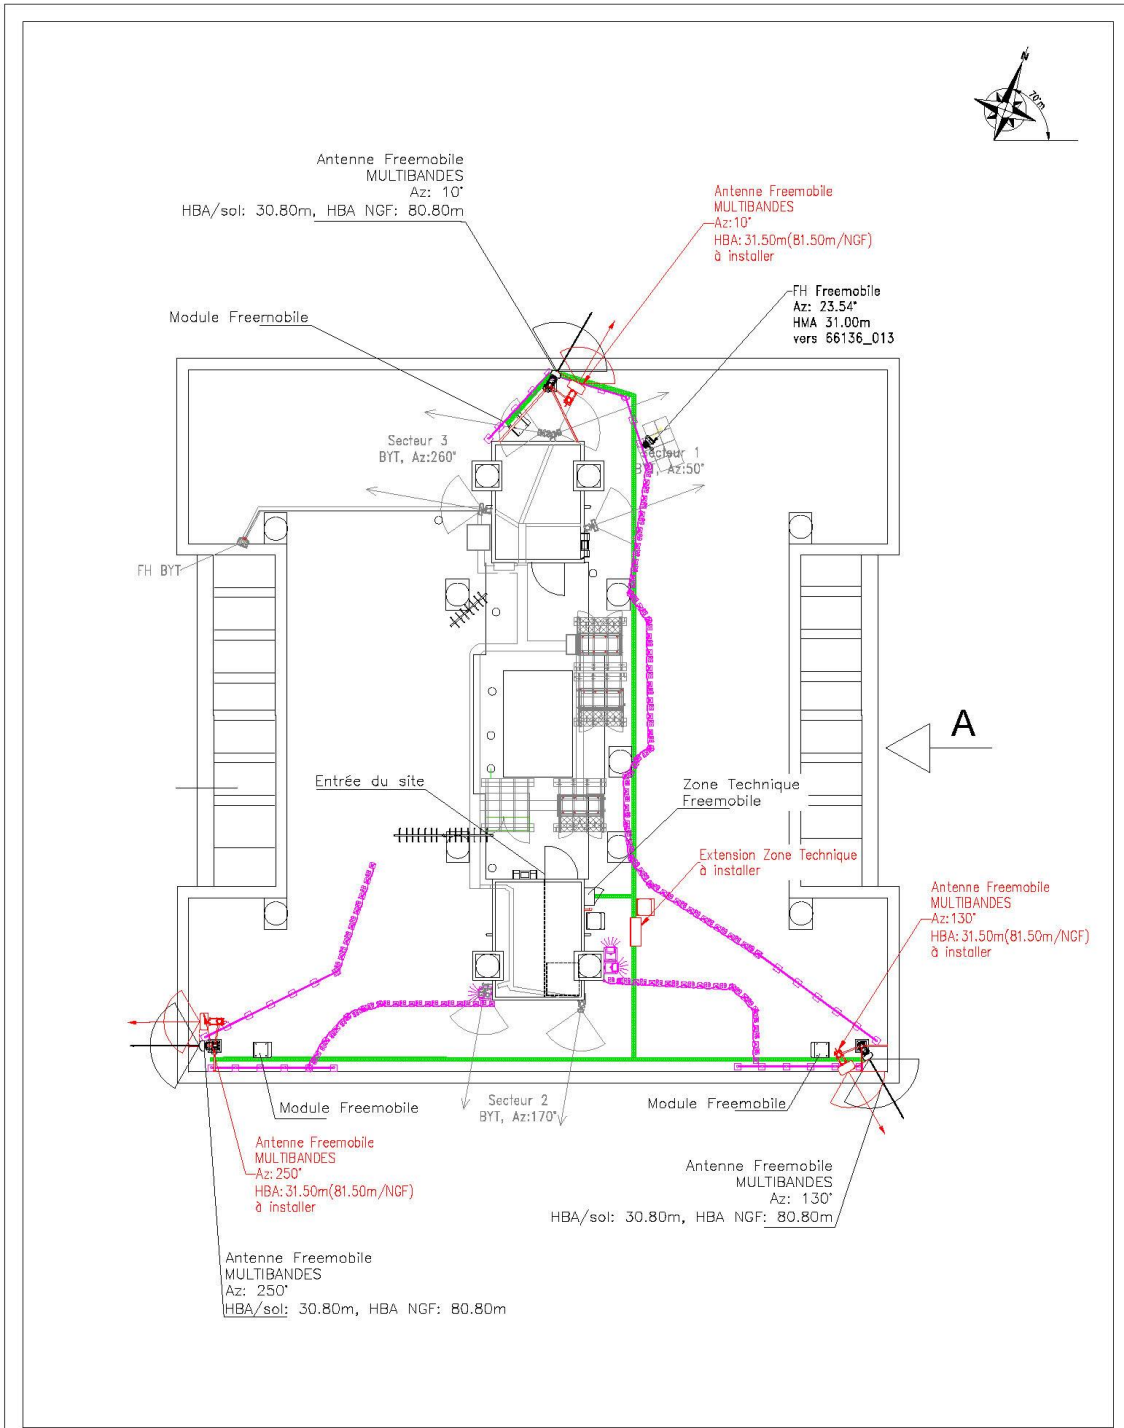 N
70°m
Antenne Freemobile
MULTIBANDES
Az: 10°
HBA/sol: 30.80m, HBA NGF: 80.80m
Antenne Freemobile
MULTIBANDES
Az:10°
HBA:31.50m(81.50m/NGF)
à installer
FH Freemobile
Az: 23.54°
HMA 31.00m
vers 66136_013
Module Freemobile
Secteur 3
BYT, Az:260°
Secteur 1
BYT, Az:50°
FH BYT
A
Entrée du site
Zone Technique
Freemobile
Extension Zone Technique
à installer
Antenne Freemobile
MULTIBANDES
Az:130°
HBA:31.50m(81.50m/NGF)
à installer
Secteur 2
BYT, Az:170°
Module Freemobile
Module Freemobile
Antenne Freemobile
MULTIBANDES
Az:250°
HBA:31.50m(81.50m/NGF)
à installer
Antenne Freemobile
MULTIBANDES
Az: 130°
HBA/sol: 30.80m, HBA NGF: 80.80m
Antenne Freemobile
MULTIBANDES
Az: 250°
HBA/sol: 30.80m, HBA NGF: 80.80m